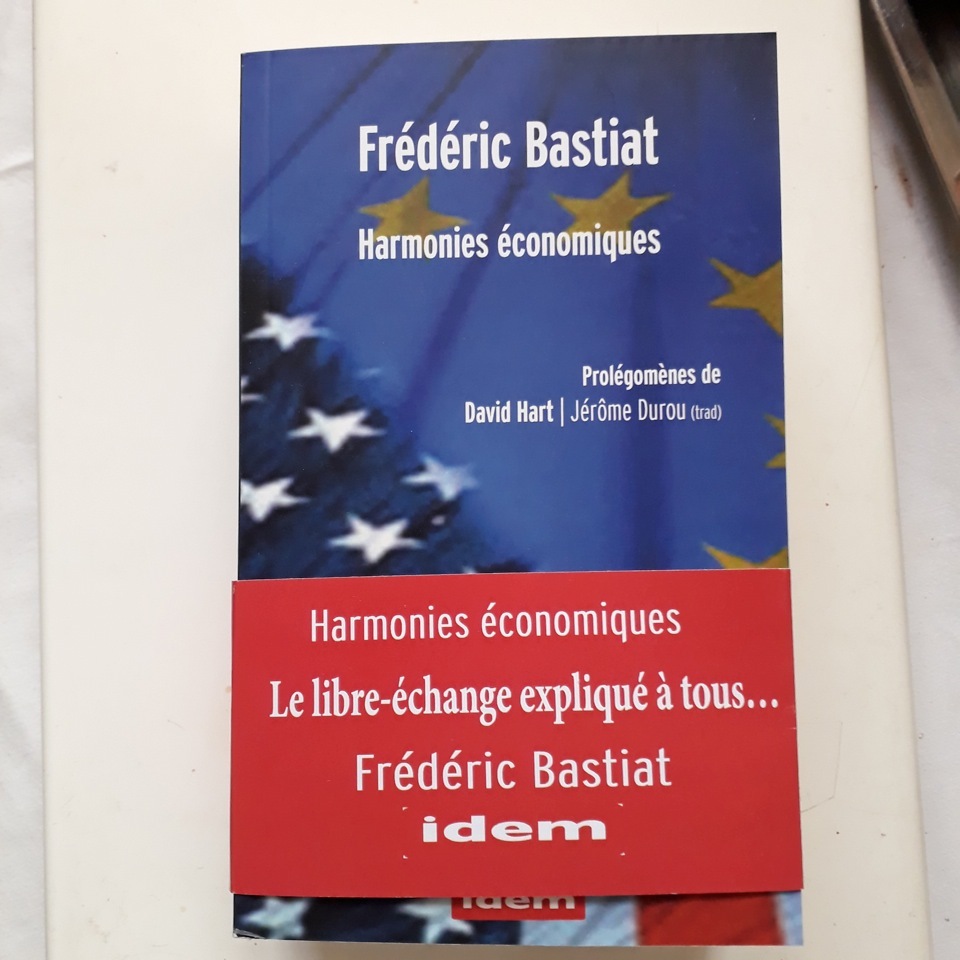 Frédéric Bastiat
Harmonies économiques
Prolégomènes de
David Hart | Jérôme Durou (trad)
Harmonies économiques
Le libre-échange expliqué à tous...
Frédéric Bastiat
idem
idem